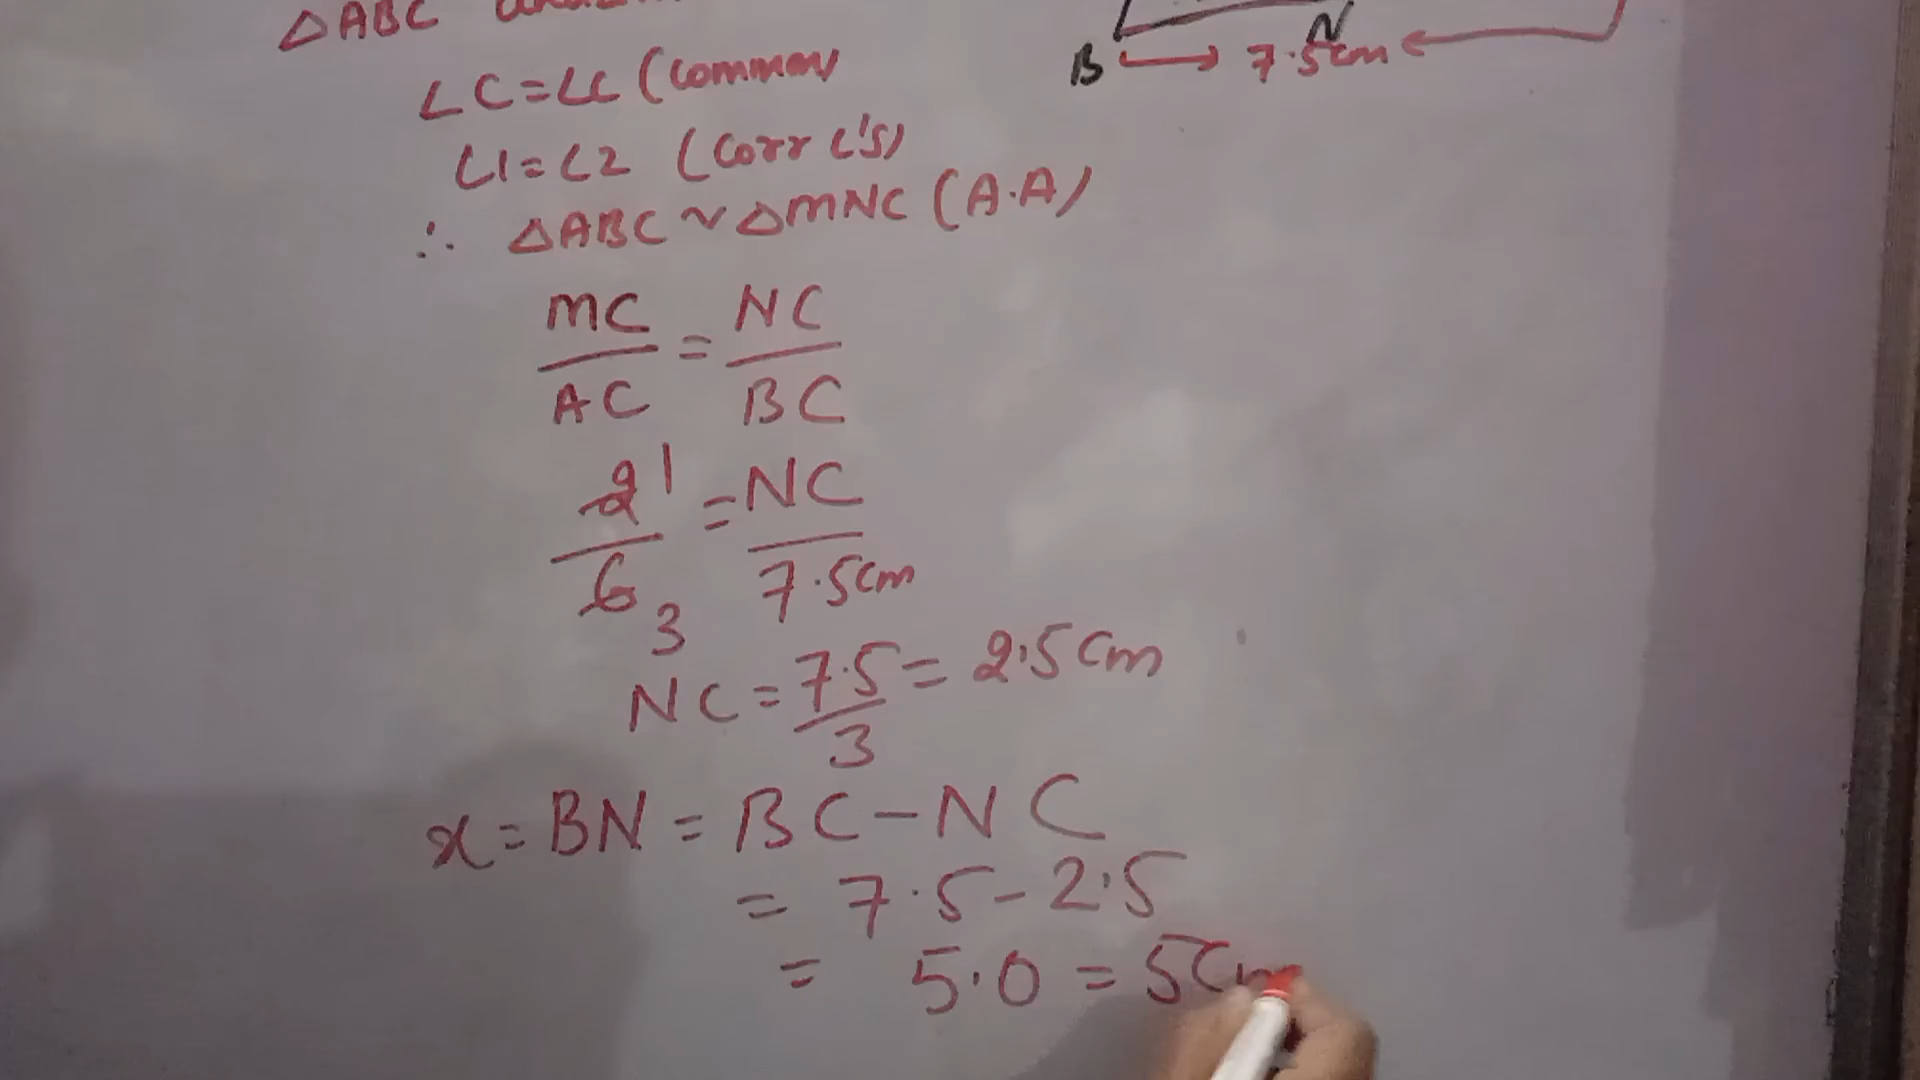 △ABC
N
B 7.5cm
∠C=∠C (Common
∠1=∠2 (Corr ∠'s)
∴ △ABC ~ △MNC (A.A)
MC/AC = NC/BC
2 1/6 3 = NC/7.5cm
NC = 7.5/3 = 2.5cm
x = BN = BC - NC
= 7.5 - 2.5
= 5.0 = 5cm